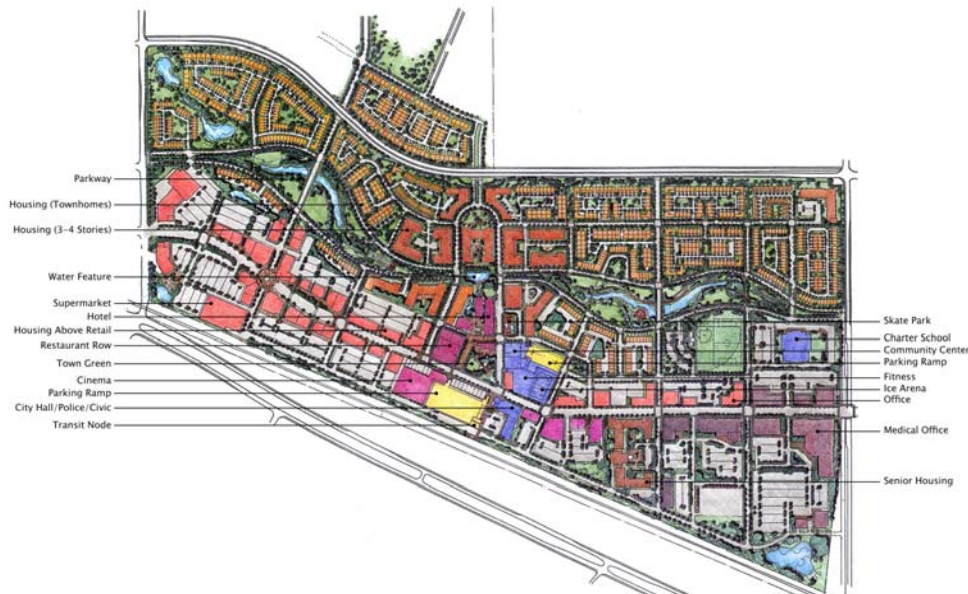 Parkway
Housing (Townhomes)
Housing (3-4 Stories)
Water Feature
Supermarket
Hotel
Housing Above Retail
Restaurant Row
Town Green
Cinema
Parking Ramp
City Hall/Police/Civic
Transit Node
Skate Park
Charter School
Community Center
Parking Ramp
Fitness
Ice Arena
Office
Medical Office
Senior Housing